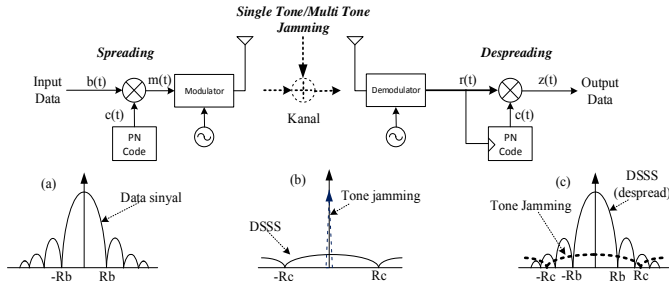 Single Tone/Multi Tone
Jamming
Spreading
Despreading
Input
Data
b(t)
m(t)
Modulator
c(t)
PN
Code
Kanal
Demodulator
r(t)
z(t)
Output
Data
c(t)
PN
Code
(a)
Data sinyal
-Rb
Rb
(b)
Tone jamming
DSSS
-Rc
Rc
(c)
DSSS
(despread)
Tone Jamming
-Rc
-Rb
Rb
Rc